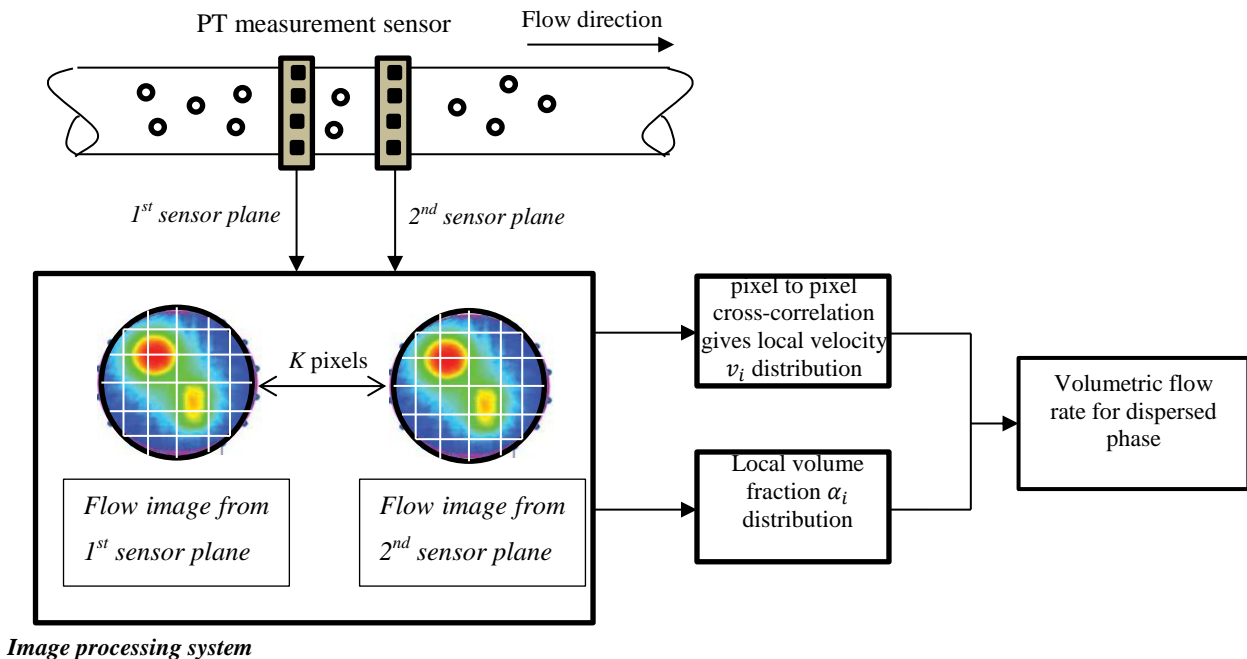 PT measurement sensor
Flow direction
1st sensor plane
2nd sensor plane
K pixels
Flow image from
1st sensor plane
Flow image from
2nd sensor plane
pixel to pixel
cross-correlation
gives local velocity
𝑣𝑖 distribution
Local volume
fraction 𝛼𝑖
distribution
Volumetric flow
rate for dispersed
phase
Image processing system